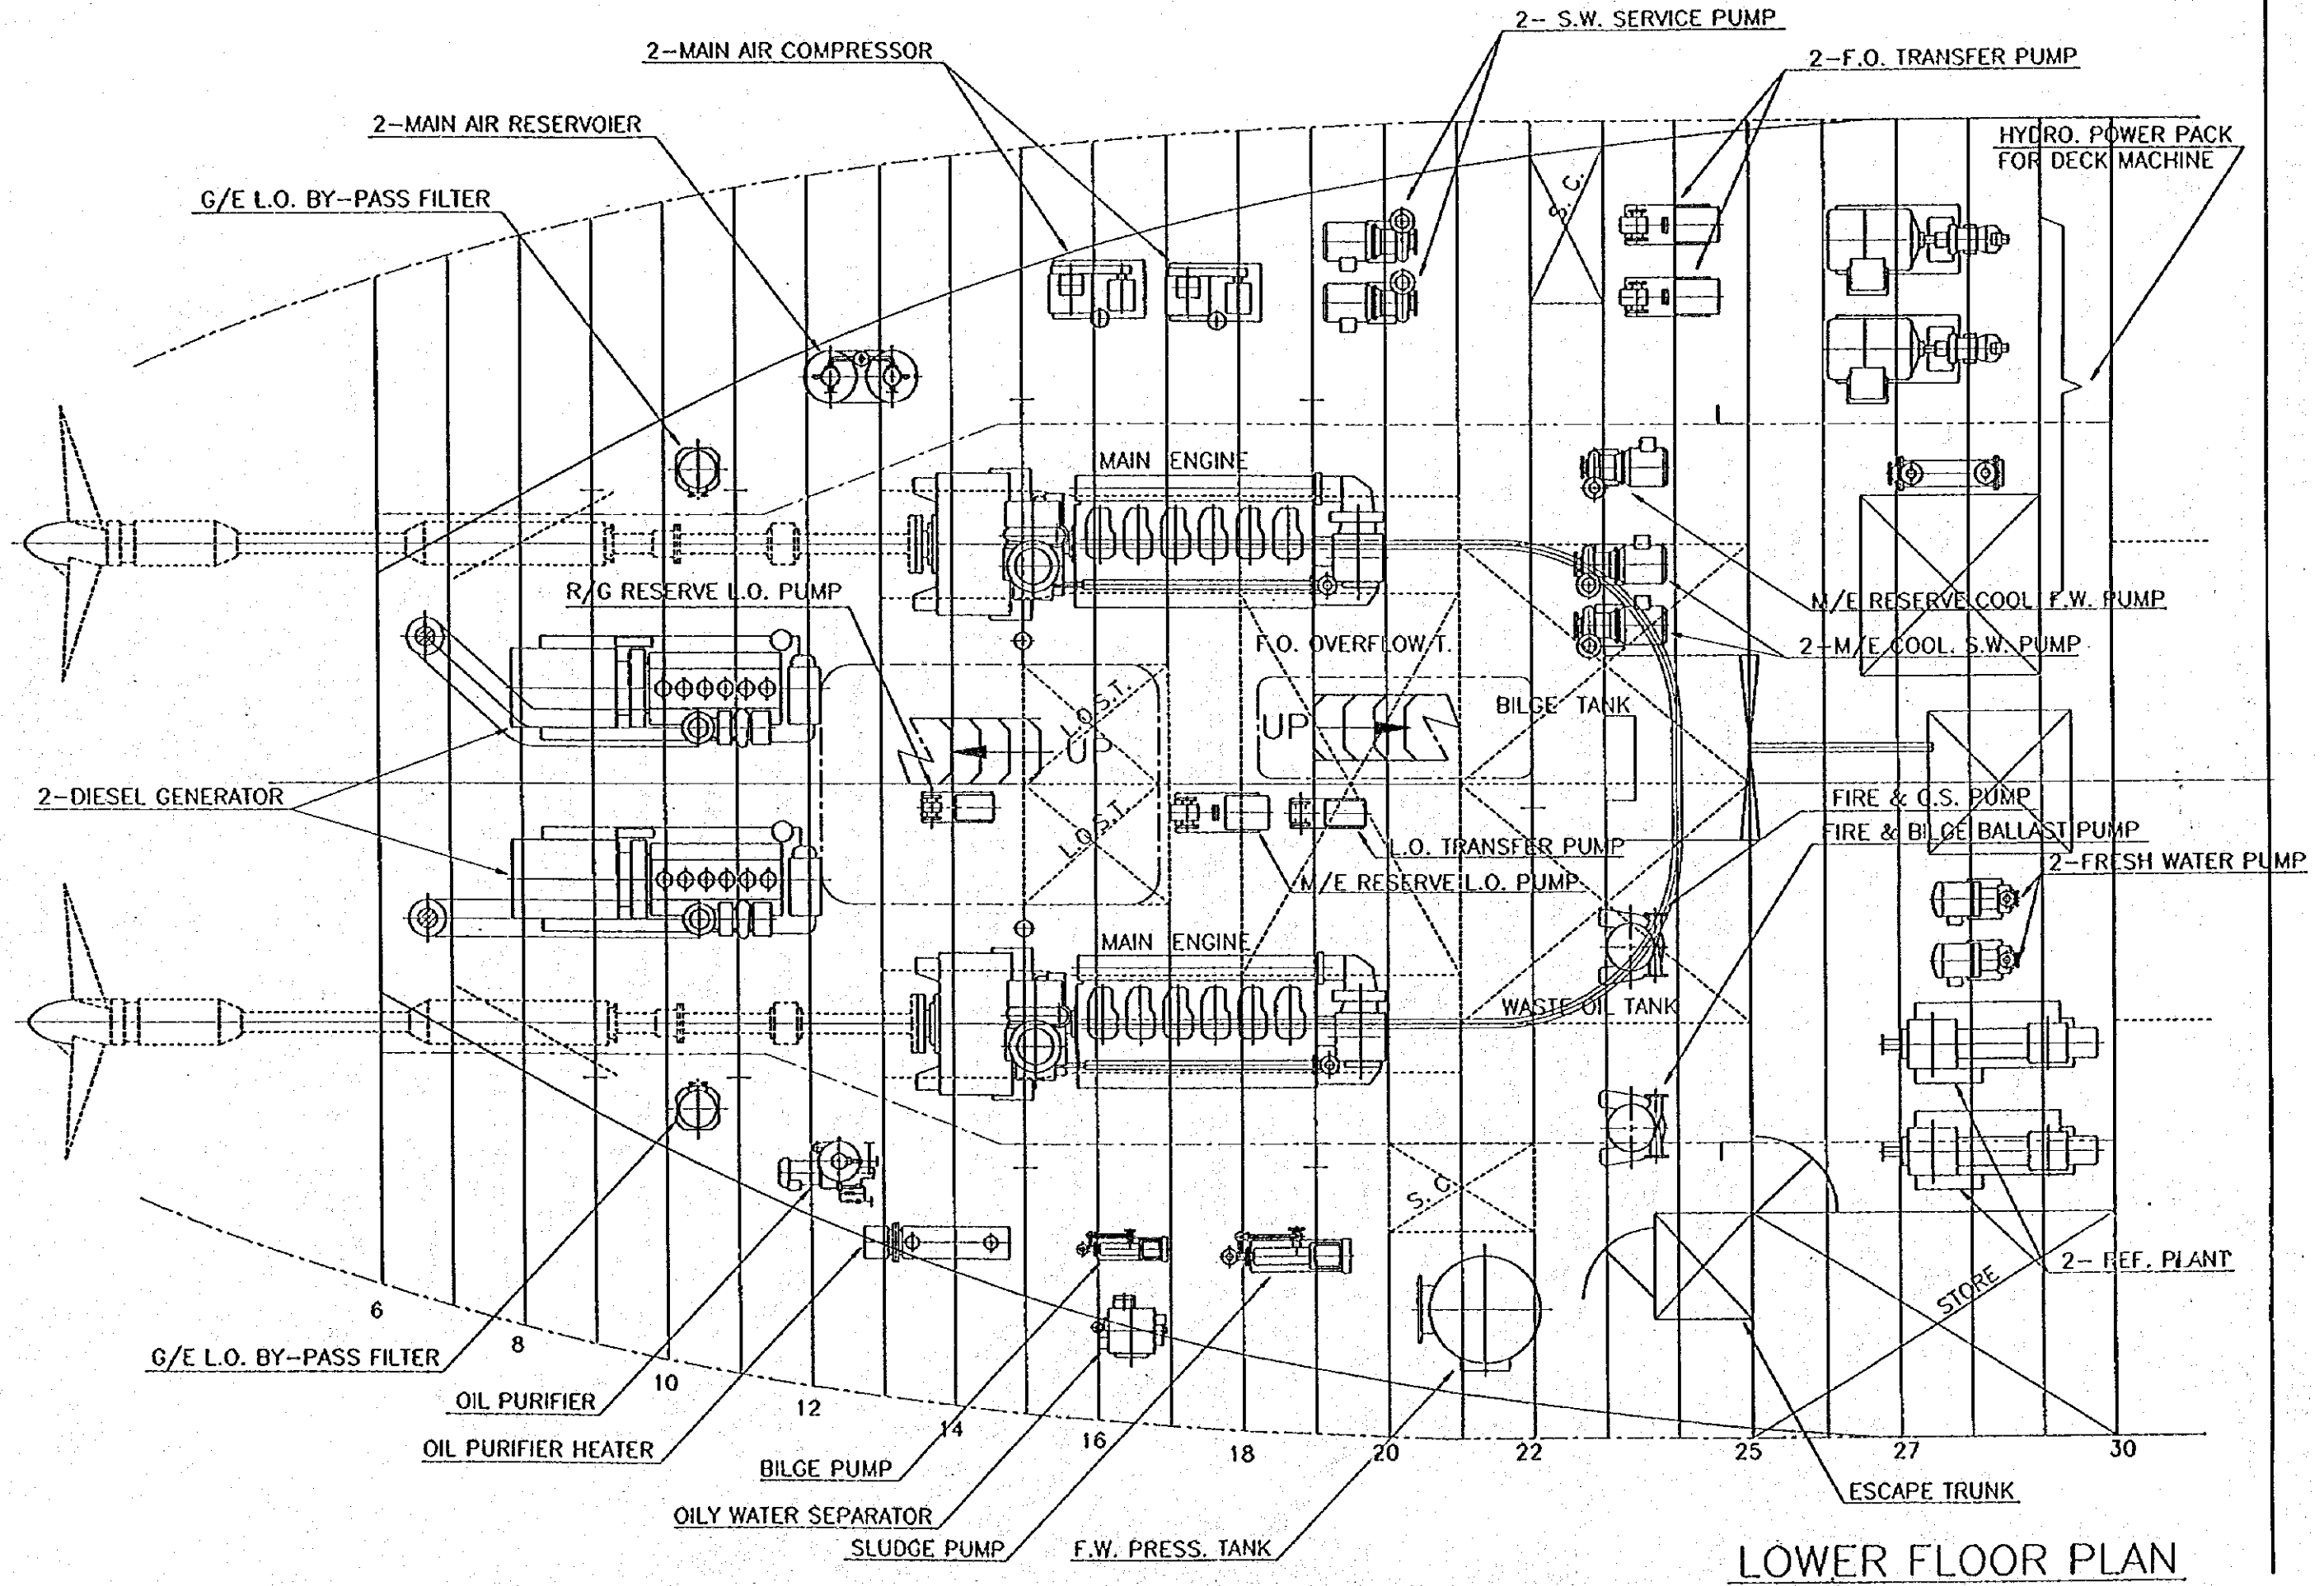 2-- S.W. SERVICE PUMP
2-MAIN AIR COMPRESSOR
2-F.O. TRANSFER PUMP
2-MAIN AIR RESERVOIER
HYDRO. POWER PACK
FOR DECK MACHINE
G/E L.O. BY-PASS FILTER
S.C.
MAIN ENGINE
R/G RESERVE L.O. PUMP
M/E RESERVE COOL. F.W. PUMP
F.O. OVERFLOW T.
2-M/E COOL. S.W. PUMP
L.O.S.T.
BILGE TANK
UP
UP
2-DIESEL GENERATOR
FIRE & G.S. PUMP
L.O.S.T.
FIRE & BILGE BALLAST PUMP
L.O. TRANSFER PUMP
2-FRESH WATER PUMP
M/E RESERVE L.O. PUMP
MAIN ENGINE
WASTE OIL TANK
S.C.
2- REF. PLANT
STORE
6
8
10
12
14
16
18
20
22
25
27
30
G/E L.O. BY-PASS FILTER
OIL PURIFIER
OIL PURIFIER HEATER
BILGE PUMP
ESCAPE TRUNK
OILY WATER SEPARATOR
SLUDGE PUMP
F.W. PRESS. TANK
LOWER FLOOR PLAN